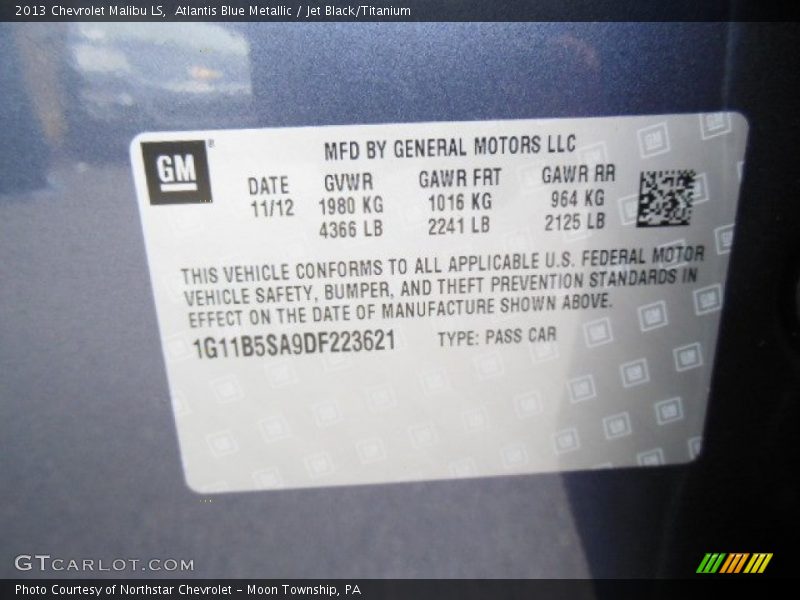 2013 Chevrolet Malibu LS,  Atlantis Blue Metallic / Jet Black/Titanium
GM®
MFD BY GENERAL MOTORS LLC
DATE GVWR GAWR FRT GAWR RR
11/12 1980 KG 1016 KG 964 KG
4366 LB 2241 LB 2125 LB
THIS VEHICLE CONFORMS TO ALL APPLICABLE U.S. FEDERAL MOTOR
VEHICLE SAFETY, BUMPER, AND THEFT PREVENTION STANDARDS IN
EFFECT ON THE DATE OF MANUFACTURE SHOWN ABOVE.
1G11B5SA9DF223621 TYPE: PASS CAR
GTCARLOT.COM
Photo Courtesy of Northstar Chevrolet – Moon Township, PA